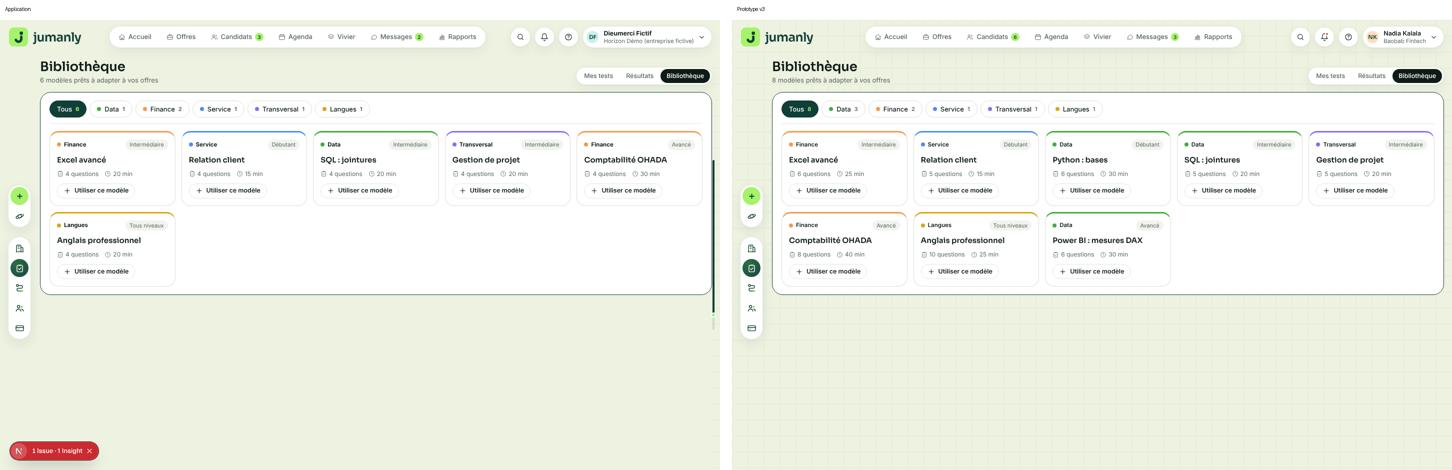 Application
jumanly
Accueil Offres Candidats 3 Agenda Vivier Messages 2 Rapports
DF Dieumerci Fictif
Horizon Démo (entreprise fictive)
Bibliothèque
6 modèles prêts à adapter à vos offres
Mes tests Résultats Bibliothèque
Tous 6 Data 1 Finance 2 Service 1 Transversal 1 Langues 1
Finance Intermédiaire
Excel avancé
4 questions 20 min
+ Utiliser ce modèle
Service Débutant
Relation client
4 questions 15 min
+ Utiliser ce modèle
Data Intermédiaire
SQL : jointures
4 questions 20 min
+ Utiliser ce modèle
Transversal Intermédiaire
Gestion de projet
4 questions 20 min
+ Utiliser ce modèle
Finance Avancé
Comptabilité OHADA
4 questions 30 min
+ Utiliser ce modèle
Langues Tous niveaux
Anglais professionnel
4 questions 20 min
+ Utiliser ce modèle
N 1 Issue · 1 Insight ×
Prototype v3
jumanly
Accueil Offres Candidats 6 Agenda Vivier Messages 3 Rapports
NK Nadia Kalala
Baobab Fintech
Bibliothèque
8 modèles prêts à adapter à vos offres
Mes tests Résultats Bibliothèque
Tous 8 Data 3 Finance 2 Service 1 Transversal 1 Langues 1
Finance Intermédiaire
Excel avancé
6 questions 25 min
+ Utiliser ce modèle
Service Débutant
Relation client
5 questions 15 min
+ Utiliser ce modèle
Data Débutant
Python : bases
6 questions 30 min
+ Utiliser ce modèle
Data Intermédiaire
SQL : jointures
5 questions 20 min
+ Utiliser ce modèle
Transversal Intermédiaire
Gestion de projet
5 questions 20 min
+ Utiliser ce modèle
Finance Avancé
Comptabilité OHADA
8 questions 40 min
+ Utiliser ce modèle
Langues Tous niveaux
Anglais professionnel
10 questions 25 min
+ Utiliser ce modèle
Data Avancé
Power BI : mesures DAX
6 questions 30 min
+ Utiliser ce modèle